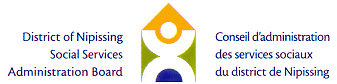 District of Nipissing
Social Services
Administration Board
Conseil d'administration
des services sociaux
du district de Nipissing